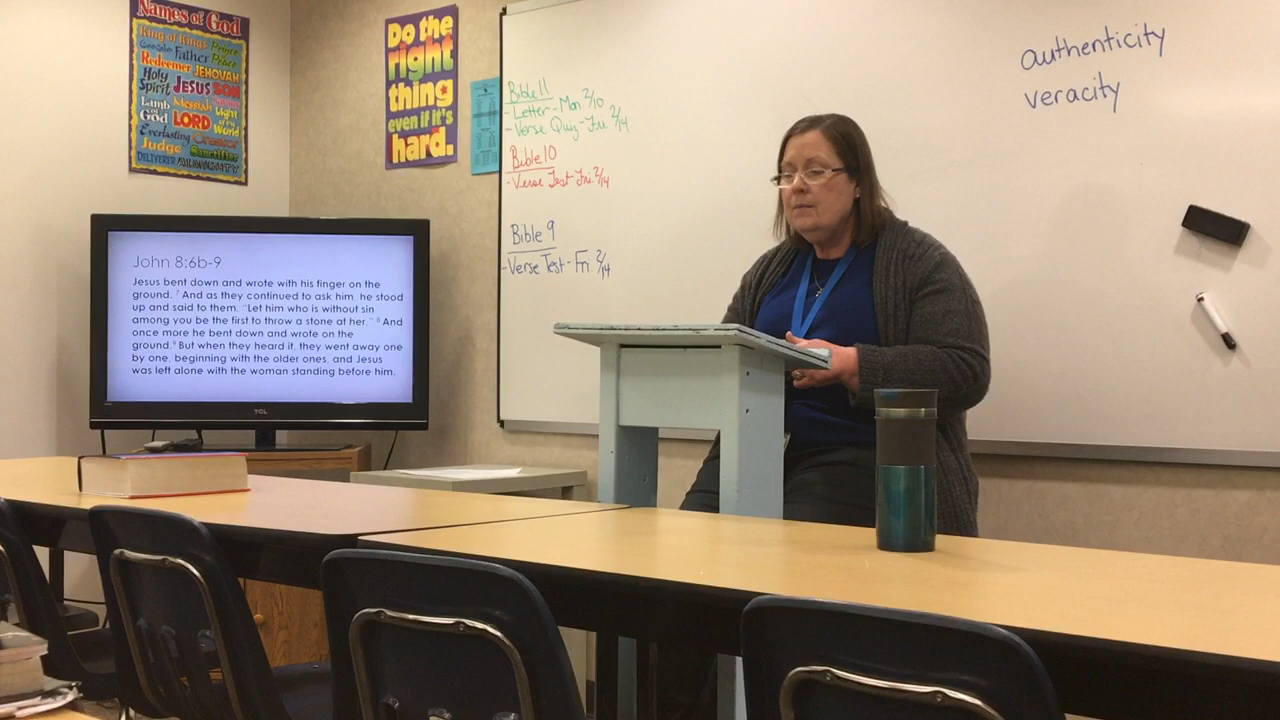 Names of God
King of Kings Prince
Father Peace
Redeemer JEHOVAH
Holy
Spirit JESUS SON
Lamb Messiah Light
God LORD of the
World
Everlasting Creator
Judge Sanctifier
DELIVERER
Do the
right
thing
even if it's
hard.
Bible 11
- Letter - Mon. 2/10
- Verse Quiz - Fri. 2/14
Bible 10
- Verse Test - Fri. 2/14
Bible 9
- Verse Test - Fri. 2/14
authenticity
veracity
John 8:6b-9
Jesus bent down and wrote with his finger on the
ground. 7 And as they continued to ask him, he stood
up and said to them, "Let him who is without sin
among you be the first to throw a stone at her." 8 And
once more he bent down and wrote on the
ground. 9 But when they heard it, they went away one
by one, beginning with the older ones, and Jesus
was left alone with the woman standing before him.
TCL